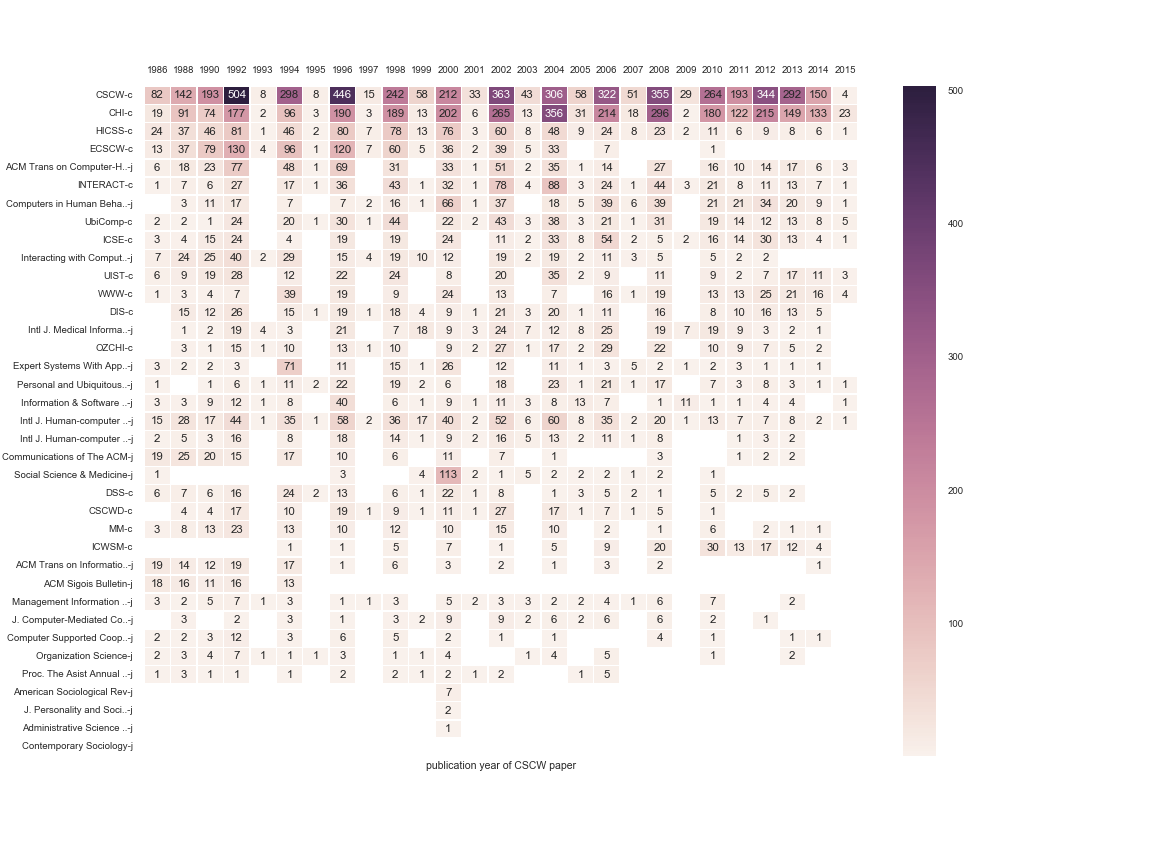 1986 1988 1990 1992 1993 1994 1995 1996 1997 1998 1999 2000 2001 2002 2003 2004 2005 2006 2007 2008 2009 2010 2011 2012 2013 2014 2015
CSCW-c 82 142 193 504 8 298 8 446 15 242 58 212 33 363 43 306 58 322 51 355 29 264 193 344 292 150 4
CHI-c 19 91 74 177 2 96 3 190 3 189 13 202 6 265 13 356 31 214 18 296 2 180 122 215 149 133 23
HICSS-c 24 37 46 81 1 46 2 80 7 78 13 76 3 60 8 48 9 24 8 23 2 11 6 9 8 6 1
ECSCW-c 13 37 79 130 4 96 1 120 7 60 5 36 2 39 5 33 7 1
ACM Trans on Computer-H..-j 6 18 23 77 48 1 69 31 33 1 51 2 35 1 14 27 16 10 14 17 6 3
INTERACT-c 1 7 6 27 17 1 36 43 1 32 1 78 4 88 3 24 1 44 3 21 8 11 13 7 1
Computers in Human Beha..-j 3 11 17 7 7 2 16 1 66 1 37 18 5 39 6 39 21 21 34 20 9 1
UbiComp-c 2 2 1 24 20 1 30 1 44 22 2 43 3 38 3 21 1 31 19 14 12 13 8 5
ICSE-c 3 4 15 24 4 19 19 24 11 2 33 8 54 2 5 2 16 14 30 13 4 1
Interacting with Comput..-j 7 24 25 40 2 29 15 4 19 10 12 19 2 19 2 11 3 5 5 2 2
UIST-c 6 9 19 28 12 22 24 8 20 35 2 9 11 9 2 7 17 11 3
WWW-c 1 3 4 7 39 19 9 24 13 7 16 1 19 13 13 25 21 16 4
DIS-c 15 12 26 15 1 19 1 18 4 9 1 21 3 20 1 11 16 8 10 16 13 5
Intl J. Medical Informa..-j 1 2 19 4 3 21 7 18 9 3 24 7 12 8 25 19 7 19 9 3 2 1
OZCHI-c 3 1 15 1 10 13 1 10 9 2 27 1 17 2 29 22 10 9 7 5 2
Expert Systems With App..-j 3 2 2 3 71 11 15 1 26 12 11 1 3 5 2 1 2 3 1 1 1
Personal and Ubiquitous..-j 1 1 6 1 11 2 22 19 2 6 18 23 1 21 1 17 7 3 8 3 1 1
Information & Software ..-j 3 3 9 12 1 8 40 6 1 9 1 11 3 8 13 7 1 11 1 1 4 4 1
Intl J. Human-computer ..-j 15 28 17 44 1 35 1 58 2 36 17 40 2 52 6 60 8 35 2 20 1 13 7 7 8 2 1
Intl J. Human-computer ..-j 2 5 3 16 8 18 14 1 9 2 16 5 13 2 11 1 8 1 3 2
Communications of The ACM-j 19 25 20 15 17 10 6 11 7 1 3 1 2 2
Social Science & Medicine-j 1 3 4 113 2 1 5 2 2 2 1 2 1
DSS-c 6 7 6 16 24 2 13 6 1 22 1 8 1 3 5 2 1 5 2 5 2
CSCWD-c 4 4 17 10 19 1 9 1 11 1 27 17 1 7 1 5 1
MM-c 3 8 13 23 13 10 12 10 15 10 2 1 6 2 1 1
ICWSM-c 1 1 5 7 1 5 9 20 30 13 17 12 4
ACM Trans on Informatio..-j 19 14 12 19 17 1 6 3 2 1 3 2 1
ACM Sigois Bulletin-j 18 16 11 16 13
Management Information ..-j 3 2 5 7 1 3 1 1 3 5 2 3 3 2 2 4 1 6 7 2
J. Computer-Mediated Co..-j 3 2 3 1 3 2 9 9 2 6 2 6 6 2 1
Computer Supported Coop..-j 2 2 3 12 3 6 5 2 1 1 4 1 1 1
Organization Science-j 2 3 4 7 1 1 1 3 1 1 4 1 4 5 1 2
Proc. The Asist Annual ..-j 1 3 1 1 1 2 2 1 2 1 2 1 5
American Sociological Rev-j 7
J. Personality and Soci..-j 2
Administrative Science ..-j 1
Contemporary Sociology-j
publication year of CSCW paper
500
400
300
200
100